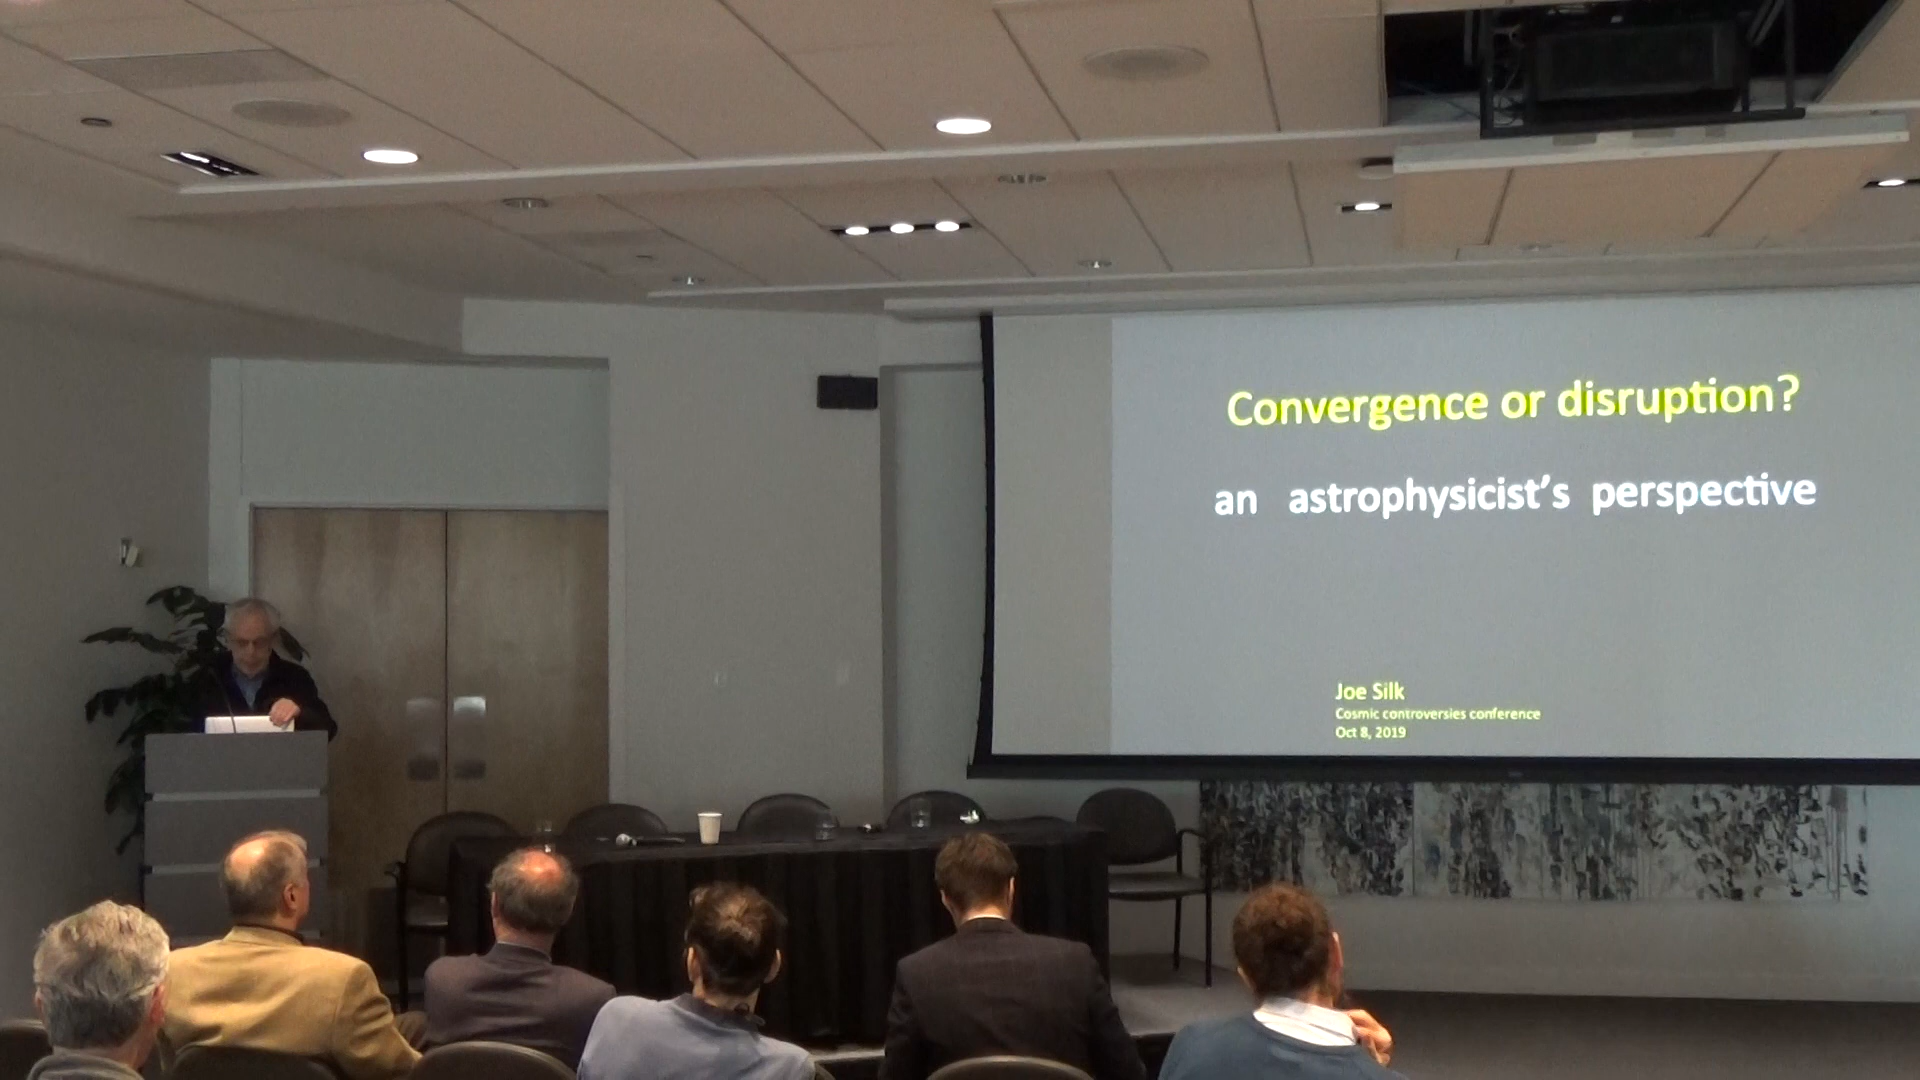 Convergence or disruption?
an astrophysicist's perspective
Joe Silk
Cosmic controversies conference
Oct 8, 2019